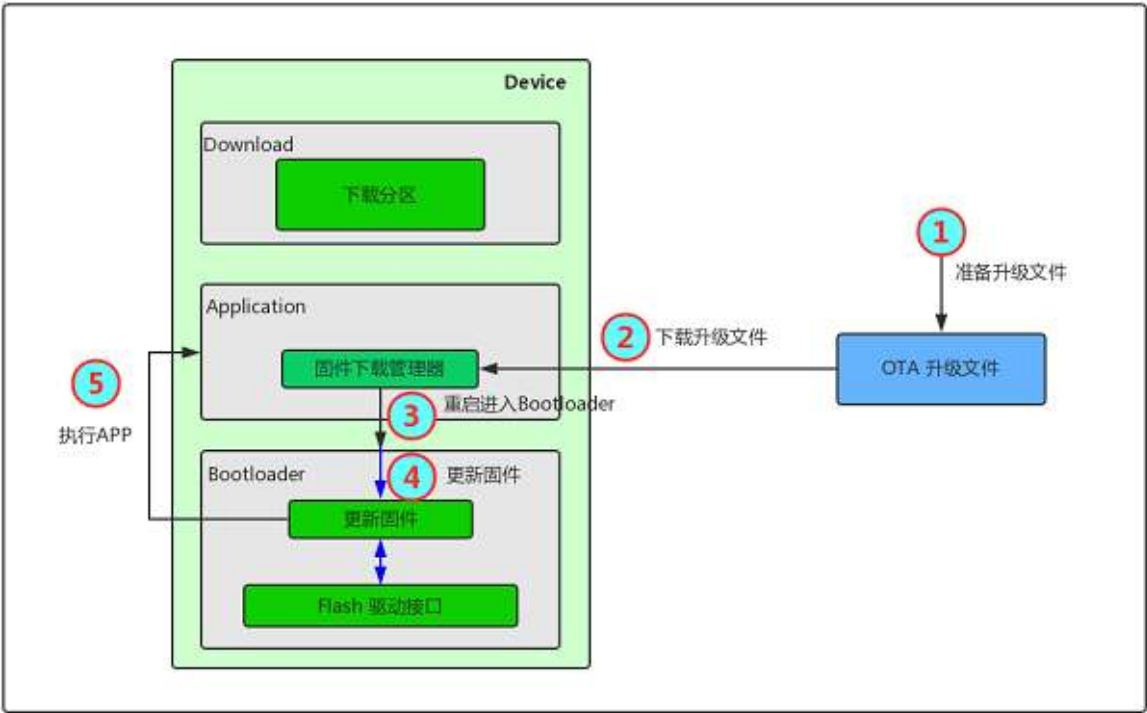 Device
Download
下载分区
1
准备升级文件
Application
2
下载升级文件
固件下载管理器
OTA 升级文件
5
执行APP
3
重启进入Bootloader
Bootloader
4
更新固件
更新固件
Flash 驱动接口